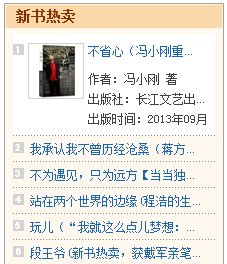 新书热卖
1 不省心（冯小刚重...
作者：冯小刚 著
出版社：长江文艺出...
出版时间：2013年09月
2 我承认我不曾历经沧桑（蒋方...
3 不为遇见，只为远方【当当独...
4 站在两个世界的边缘(程浩的生...
5 玩儿（“我就这么点儿梦想：...
6 段王爷(新书热卖，获戴军亲笔...